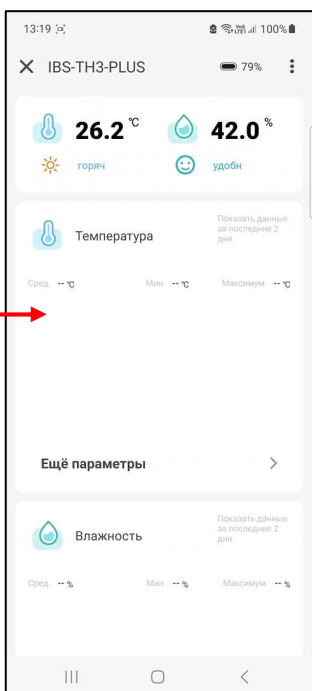 13:19 100%
IBS-TH3-PLUS 79%
26.2 °C 42.0 %
горяч удобн
Температура
Показать данные
за последние 2
дня
Сред. -- °C Мин. -- °C Максимум. -- °C
Ещё параметры
Влажность
Показать данные
за последние 2
дня
Сред. -- % Мин. -- % Максимум. -- %